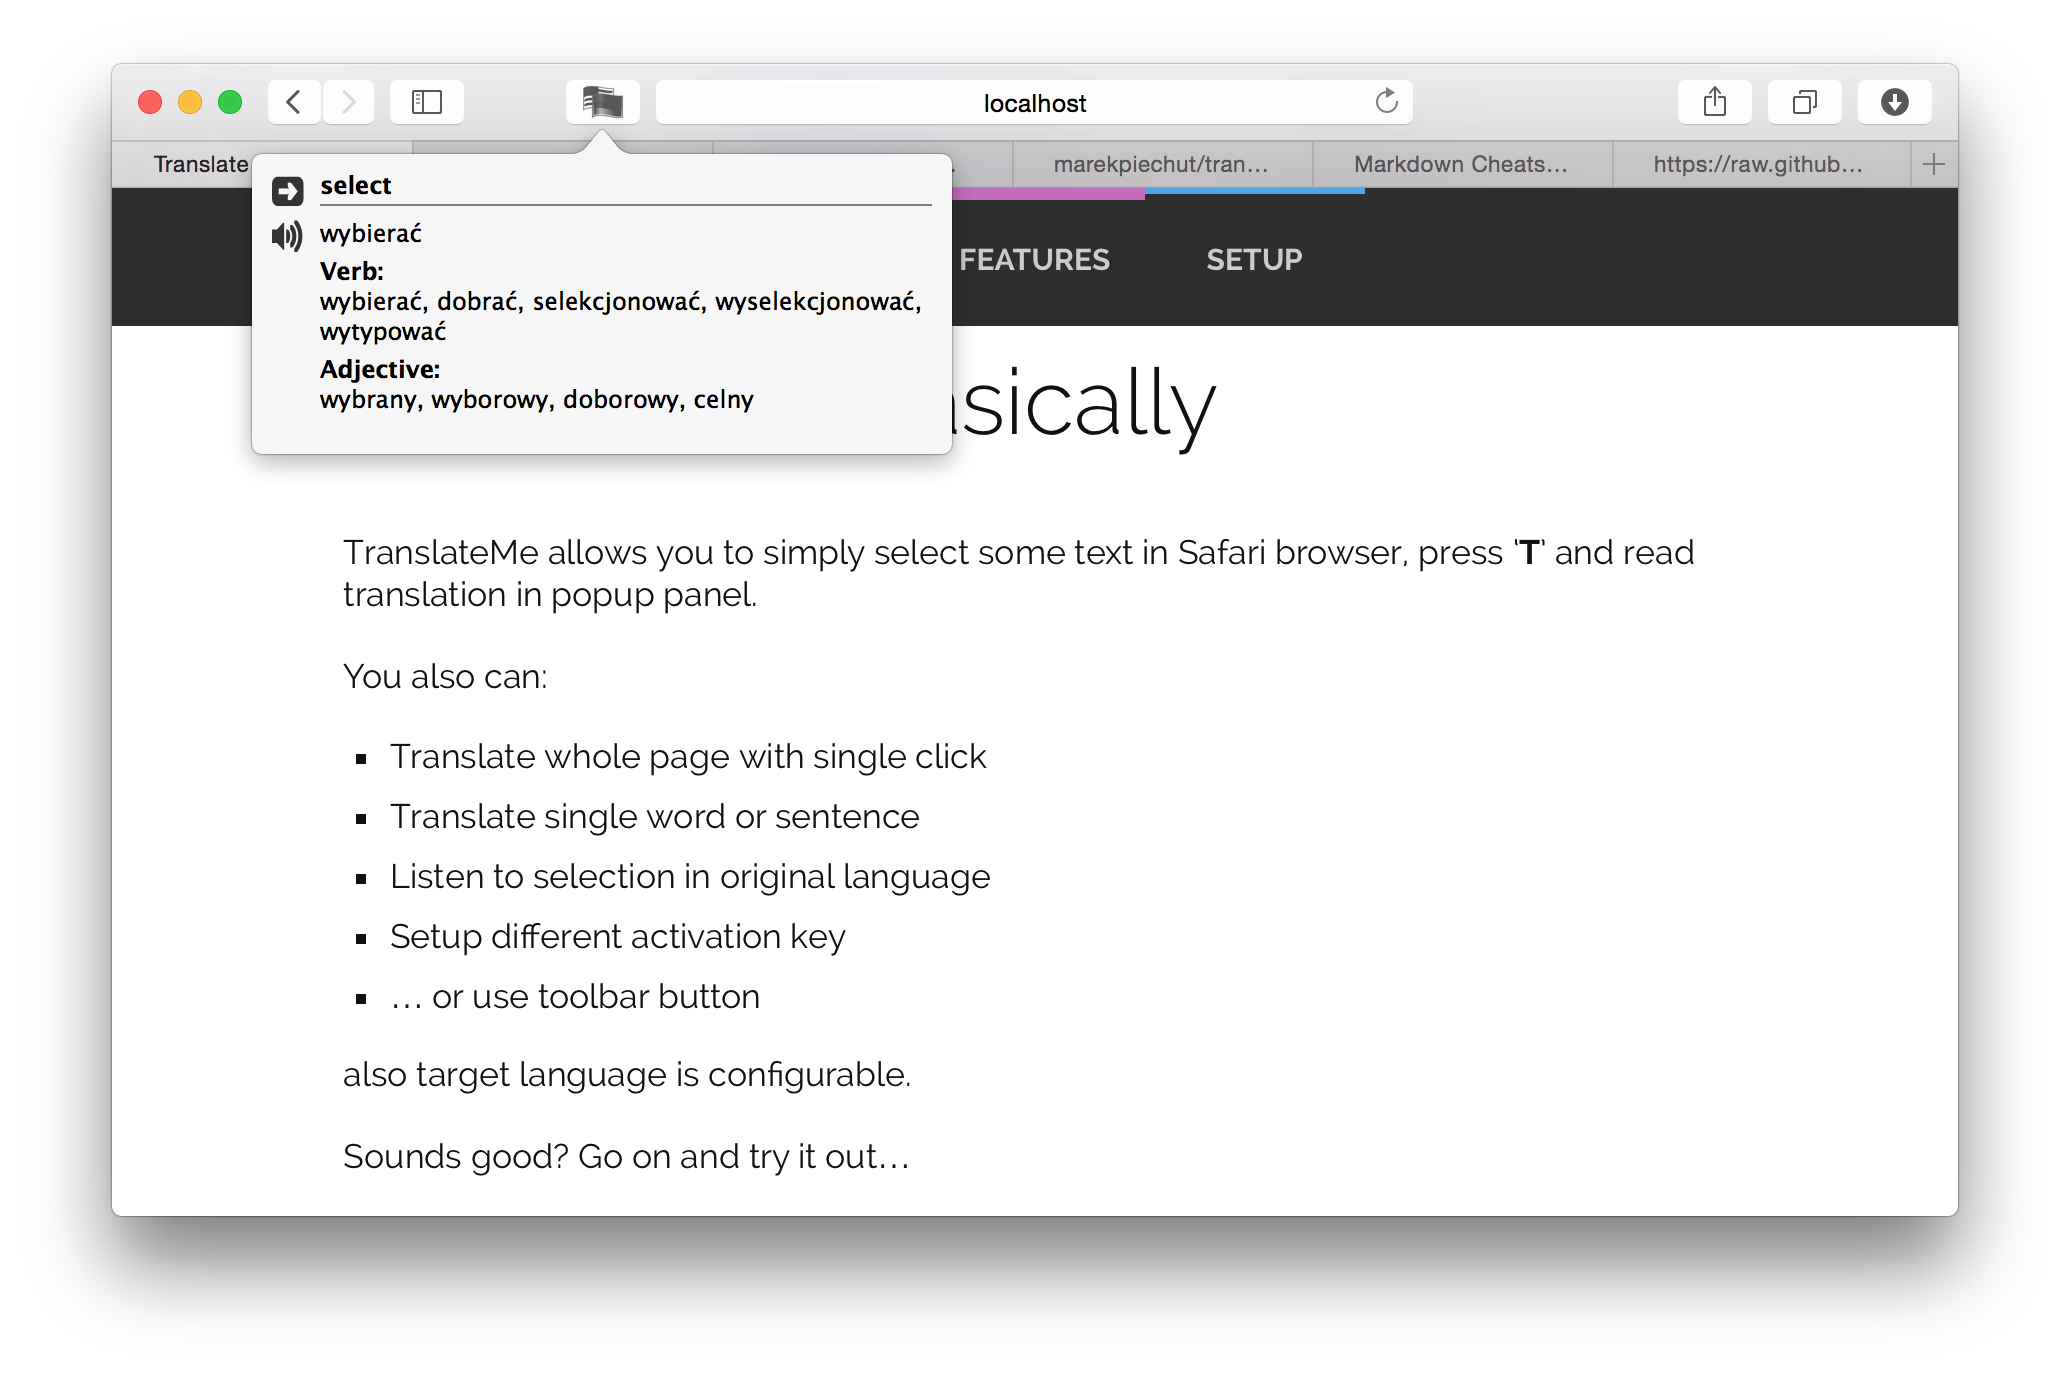 localhost
Translate
marekpiechut/tran...
Markdown Cheats...
https://raw.github...
select
wybierać
Verb:
wybierać, dobrać, selekcjonować, wyselekcjonować,
wytypować
Adjective:
wybrany, wyborowy, doborowy, celny
FEATURES
SETUP
asically
TranslateMe allows you to simply select some text in Safari browser, press 'T' and read
translation in popup panel.
You also can:
Translate whole page with single click
Translate single word or sentence
Listen to selection in original language
Setup different activation key
... or use toolbar button
also target language is configurable.
Sounds good? Go on and try it out...